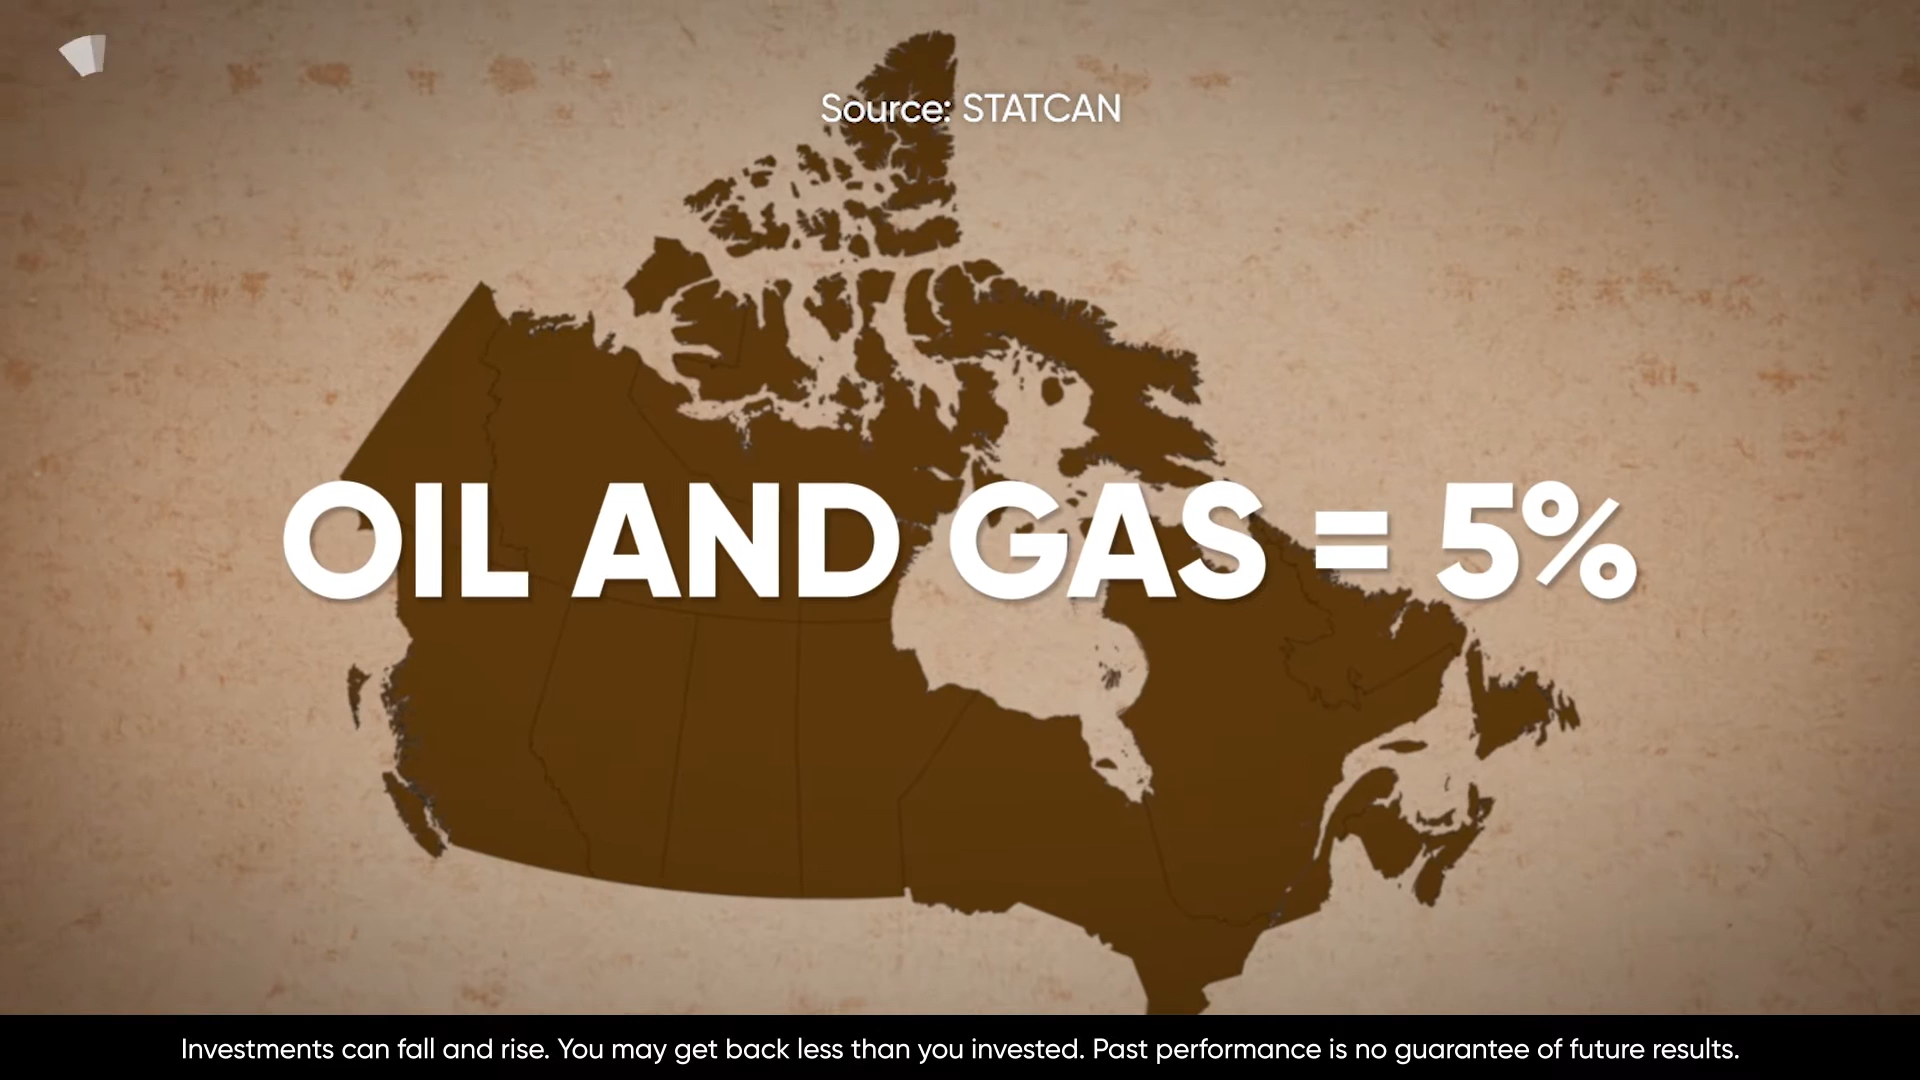 Source: STATCAN
OIL AND GAS = 5%
Investments can fall and rise. You may get back less than you invested. Past performance is no guarantee of future results.